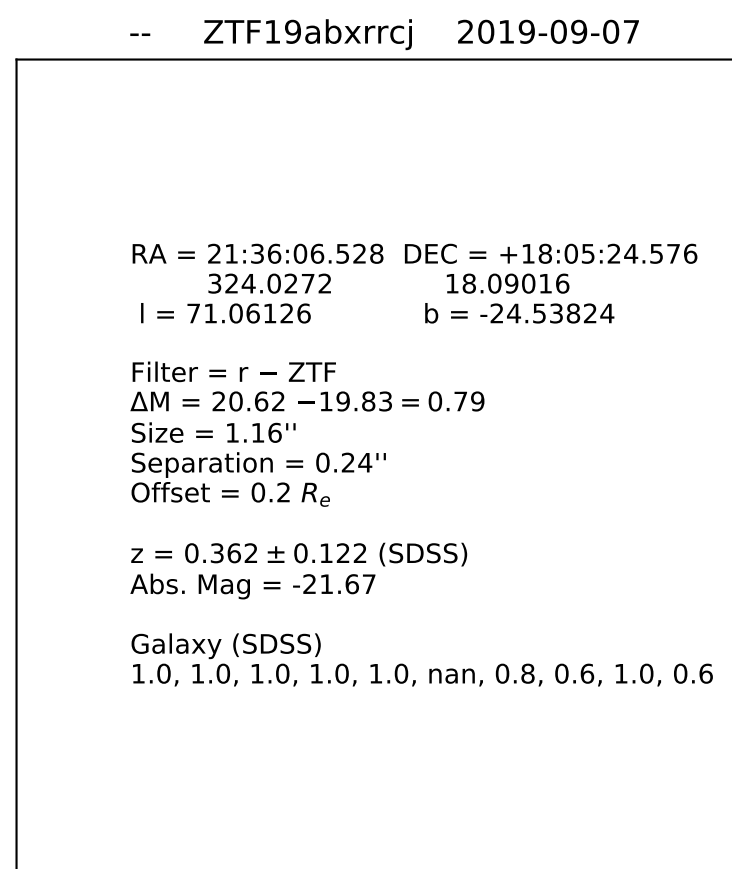 -- ZTF19abxrrcj 2019-09-07
RA = 21:36:06.528 DEC = +18:05:24.576
324.0272 18.09016
l = 71.06126 b = -24.53824
Filter = r − ZTF
ΔM = 20.62 −19.83 = 0.79
Size = 1.16''
Separation = 0.24''
Offset = 0.2 Rₑ
z = 0.362 ± 0.122 (SDSS)
Abs. Mag = -21.67
Galaxy (SDSS)
1.0, 1.0, 1.0, 1.0, 1.0, nan, 0.8, 0.6, 1.0, 0.6